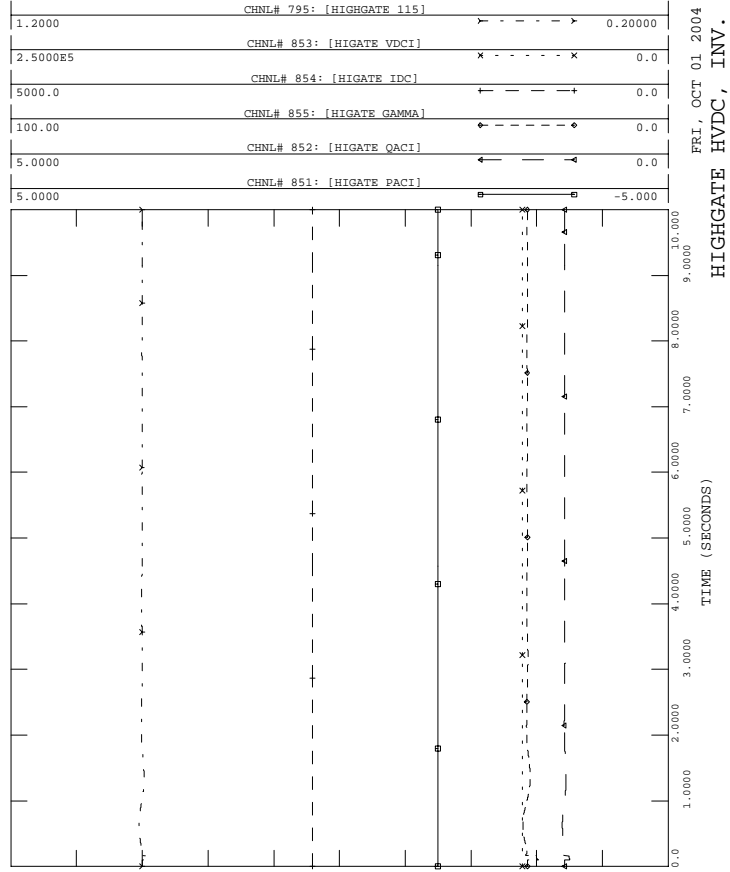 CHNL# 795: [HIGHGATE 115]
1.2000 0.20000
CHNL# 853: [HIGATE VDCI]
2.5000E5 0.0
CHNL# 854: [HIGATE IDC]
5000.0 0.0
CHNL# 855: [HIGATE GAMMA]
100.00 0.0
CHNL# 852: [HIGATE QACI]
5.0000 0.0
CHNL# 851: [HIGATE PACI]
5.0000 -5.000
FRI, OCT 01 2004
HIGHGATE HVDC, INV.
10.000
9.0000
8.0000
7.0000
6.0000
5.0000
4.0000
3.0000
2.0000
1.0000
0.0
TIME (SECONDS)